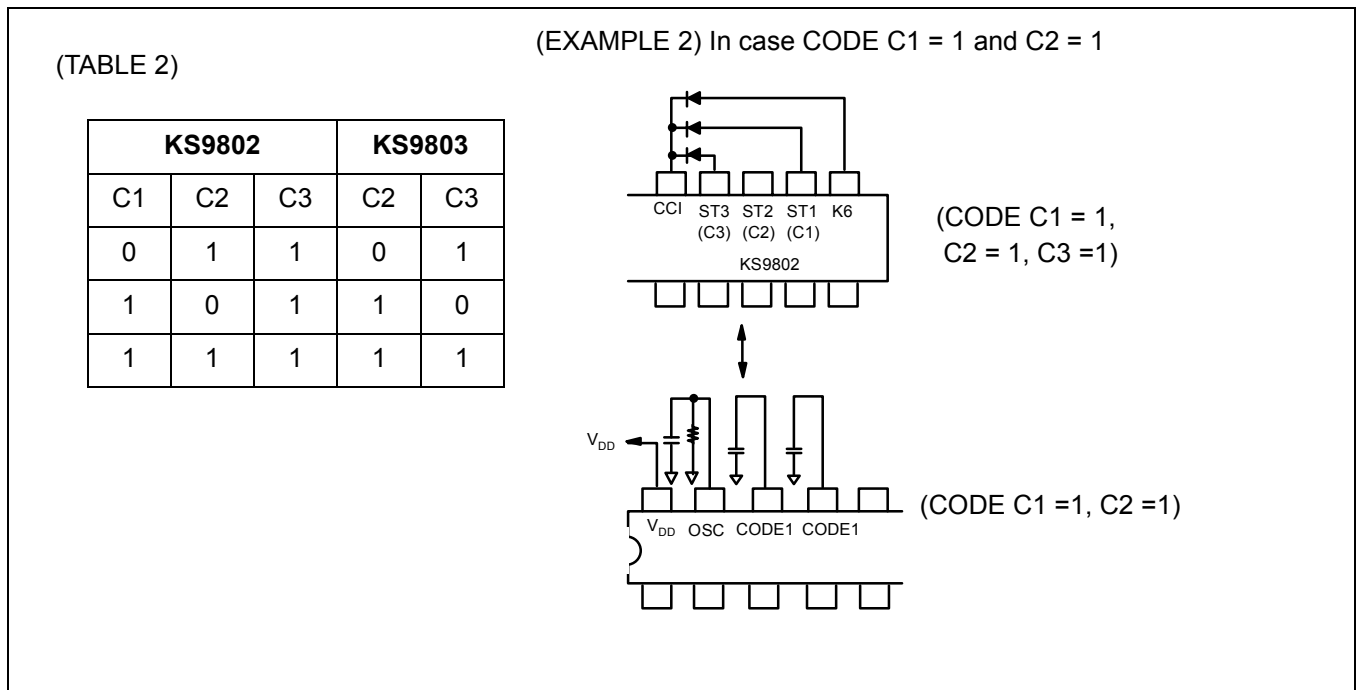 (TABLE 2)
KS9802 KS9803
C1 C2 C3 C2 C3
0 1 1 0 1
1 0 1 1 0
1 1 1 1 1
(EXAMPLE 2) In case CODE C1 = 1 and C2 = 1
CCI ST3 ST2 ST1 K6
(C3) (C2) (C1)
KS9802
(CODE C1 = 1,
C2 = 1, C3 =1)
VDD
VDD OSC CODE1 CODE1
(CODE C1 =1, C2 =1)